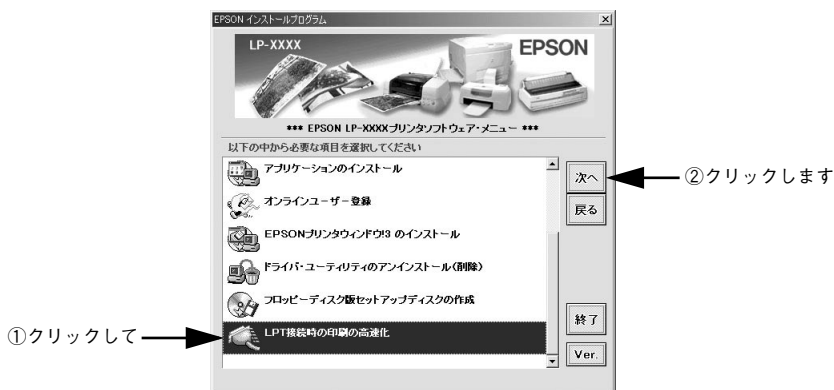 EPSON インストールプログラム
LP-XXXX
EPSON
*** EPSON LP-XXXXプリンタソフトウェア・メニュー ***
以下の中から必要な項目を選択してください
アプリケーションのインストール
次へ
②クリックします
オンラインユーザー登録
戻る
EPSONプリンタウィンドウ!3 のインストール
ドライバ・ユーティリティのアンインストール(削除)
フロッピーディスク版セットアップディスクの作成
終了
①クリックして
LPT接続時の印刷の高速化
Ver.